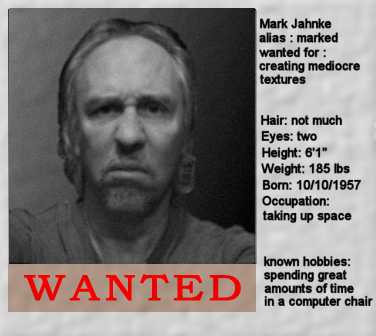 Mark Jahnke
alias : marked
wanted for :
creating mediocre
textures
Hair: not much
Eyes: two
Height: 6'1"
Weight: 185 lbs
Born: 10/10/1957
Occupation:
taking up space
known hobbies:
spending great
amounts of time
in a computer chair
WANTED